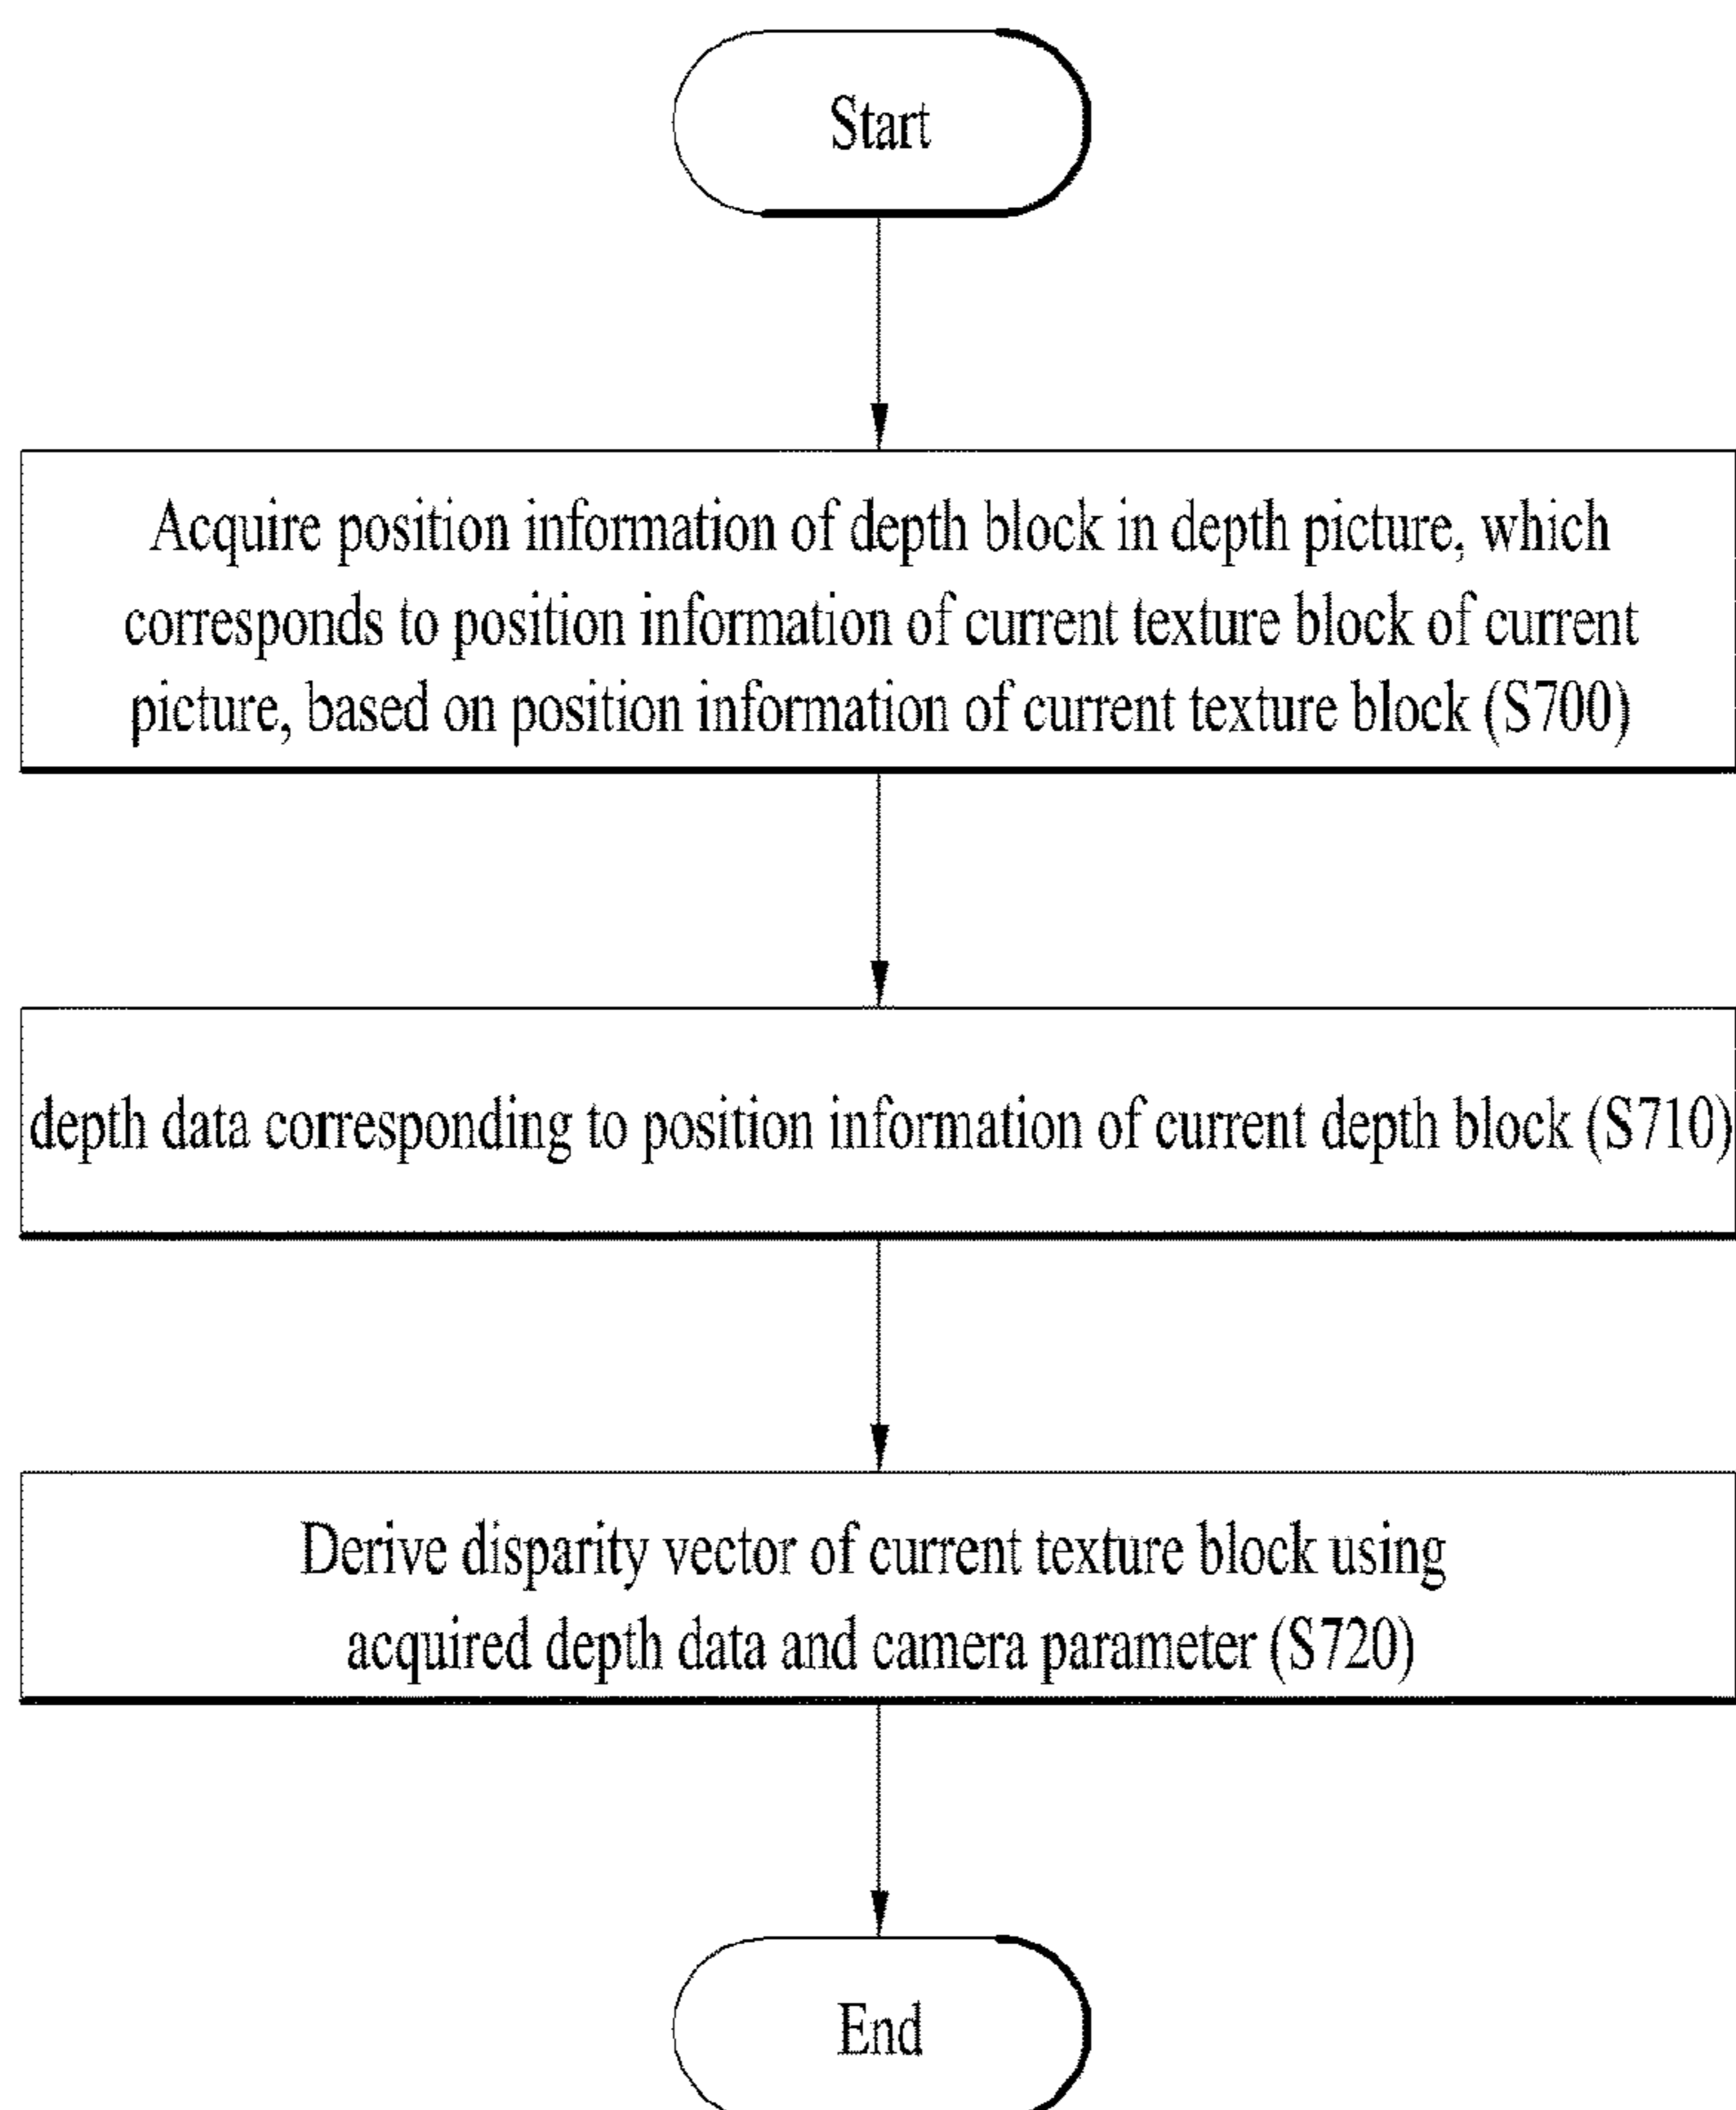 Start
Acquire position information of depth block in depth picture, which
corresponds to position information of current texture block of current
picture, based on position information of current texture block (S700)
depth data corresponding to position information of current depth block (S710)
Derive disparity vector of current texture block using
acquired depth data and camera parameter (S720)
End